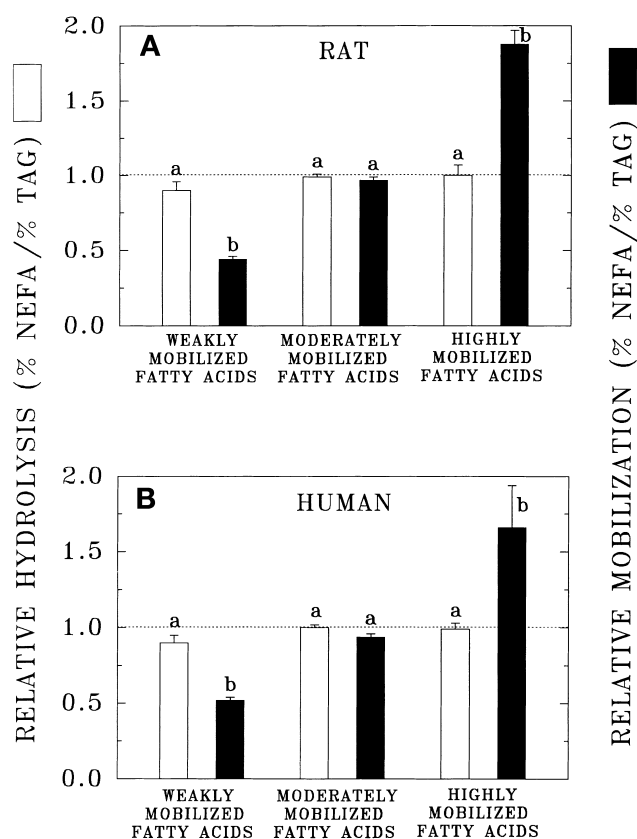 RELATIVE HYDROLYSIS (% NEFA/% TAG)
A
RAT
2.0
1.5
1.0
0.5
0.0
a
b
a
a
a
b
WEAKLY
MOBILIZED
FATTY ACIDS
MODERATELY
MOBILIZED
FATTY ACIDS
HIGHLY
MOBILIZED
FATTY ACIDS
B
HUMAN
2.0
1.5
1.0
0.5
0.0
a
b
a
a
a
b
WEAKLY
MOBILIZED
FATTY ACIDS
MODERATELY
MOBILIZED
FATTY ACIDS
HIGHLY
MOBILIZED
FATTY ACIDS
RELATIVE MOBILIZATION (% NEFA/% TAG)